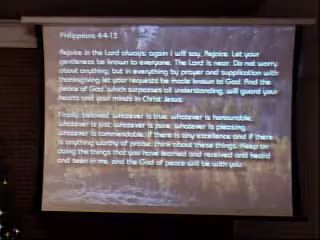 Philippians 4:4-13
Rejoice in the Lord always; again I will say, Rejoice. Let your
gentleness be known to everyone. The Lord is near. Do not worry
about anything, but in everything by prayer and supplication with
thanksgiving let your requests be made known to God. And the
peace of God, which surpasses all understanding, will guard your
hearts and your minds in Christ Jesus.
Finally, beloved, whatever is true, whatever is honourable,
whatever is just, whatever is pure, whatever is pleasing,
whatever is commendable, if there is any excellence and if there
is anything worthy of praise, think about these things. Keep on
doing the things that you have learned and received and heard
and seen in me, and the God of peace will be with you.